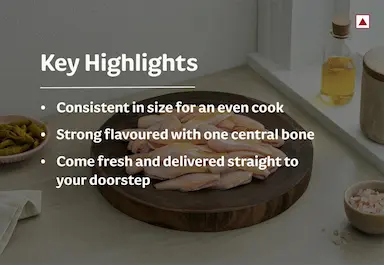 Key Highlights
• Consistent in size for an even cook
• Strong flavoured with one central bone
• Come fresh and delivered straight to
your doorstep